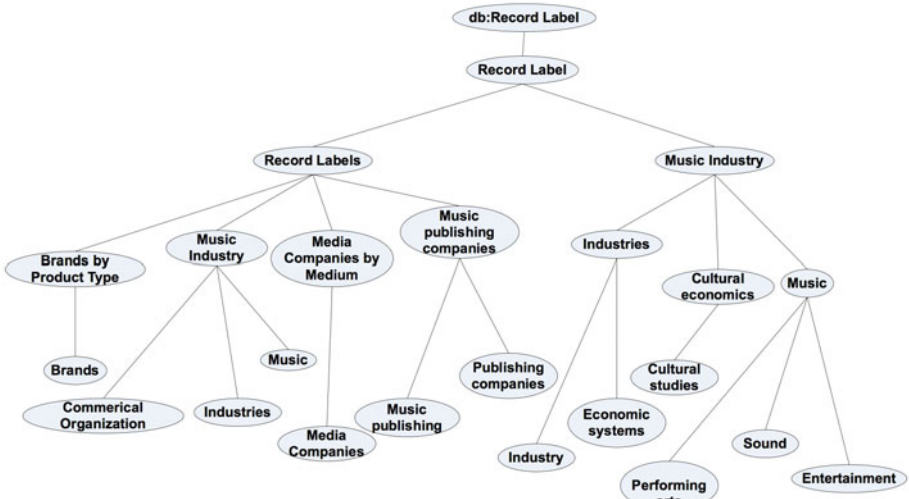 db:Record Label
Record Label
Record Labels
Music Industry
Brands by
Product Type
Music
Industry
Media
Companies by
Medium
Music
publishing
companies
Industries
Cultural
economics
Music
Brands
Commerical
Organization
Industries
Music
Media
Companies
Music
publishing
Publishing
companies
Industry
Economic
systems
Cultural
studies
Performing
Sound
Entertainment